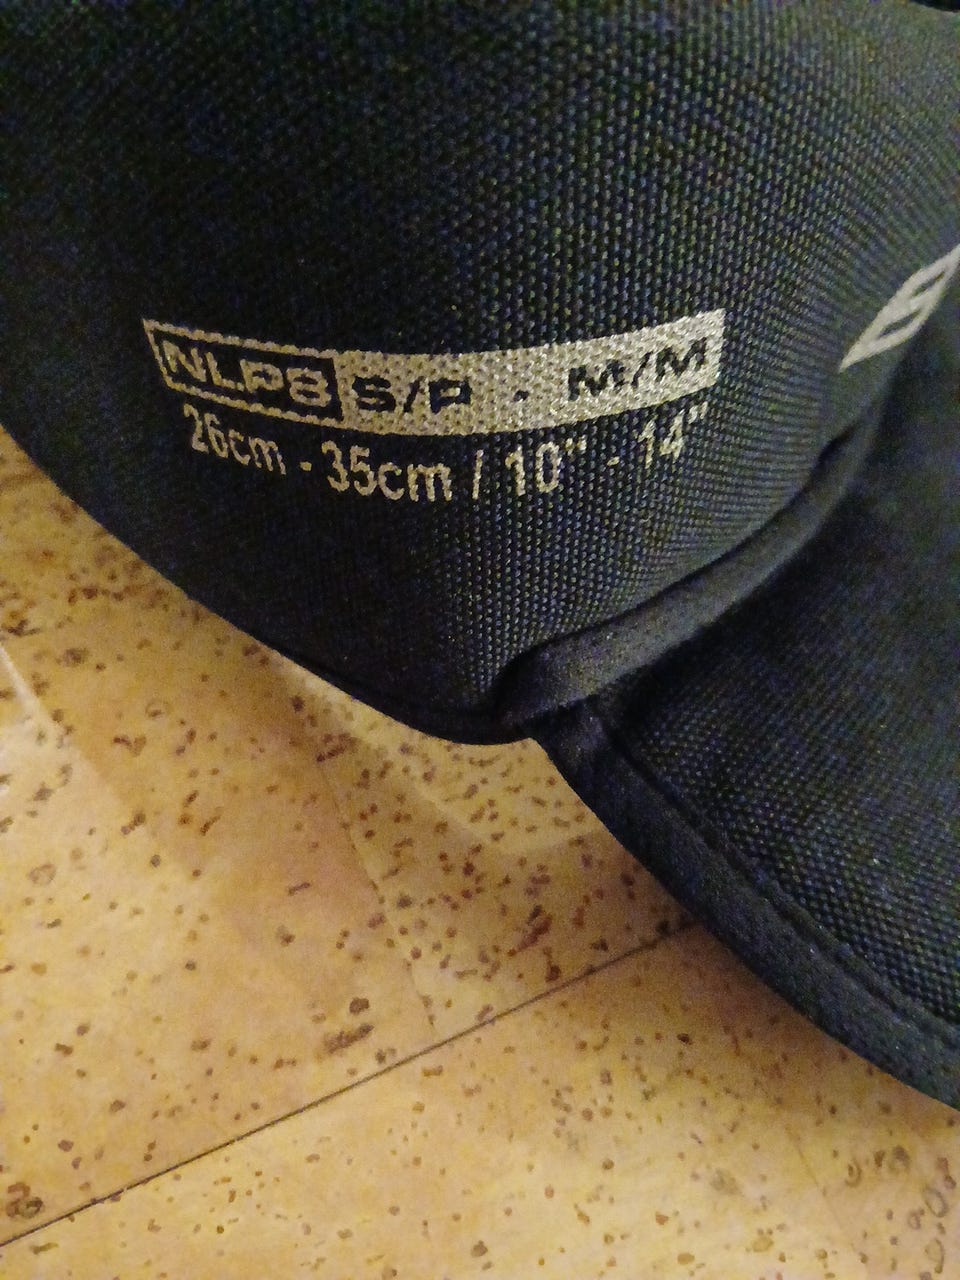 NLP8 S/P - M/M
26cm - 35cm / 10" - 14"